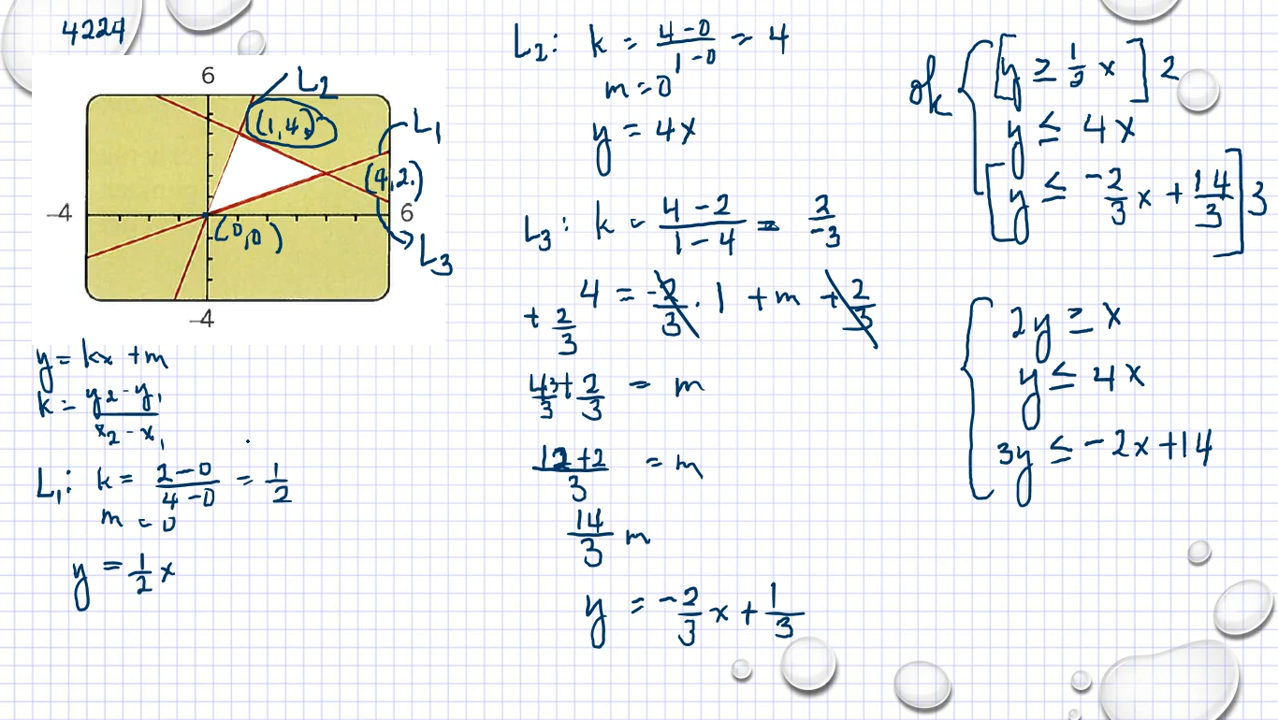 4224
6
L₂
(1,4)
L₁
(4,2)
-4
6
(0,0)
L₃
-4
y = kx + m
k = (y₂ - y₁)/(x₂ - x₁)
L₁: k = (2-0)/(4-0) = 1/2
m = 0
y = 1/2 x
L₂: k = (4-0)/(1-0) = 4
m = 0
y = 4x
L₃: k = (4-2)/(1-4) = 2/-3
4 = -2/3 · 1 + m + 2/3
+ 2/3
4·3/3 + 2/3 = m
(12+2)/3 = m
14/3 m
y = -2/3 x + 1/3
ok { [y ≥ 1/2 x] 2
y ≤ 4x
[y ≤ -2/3 x + 14/3] 3
{ 2y ≥ x
y ≤ 4x
3y ≤ -2x + 14